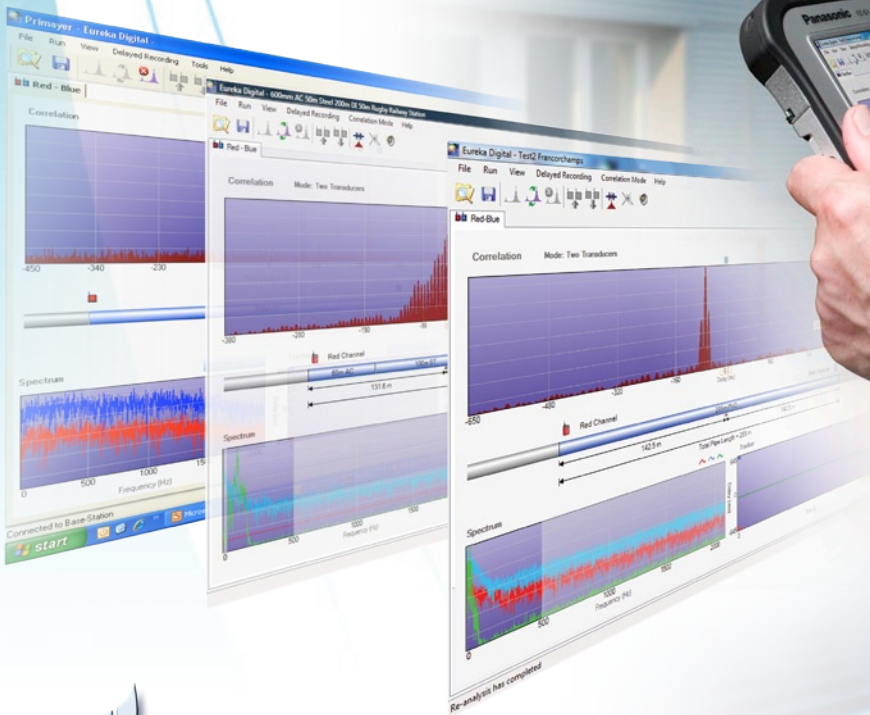 Primayer - Eureka Digital -
File Run View Delayed Recording Tools Help
Red - Blue
Correlation
-450 -340 -230
Spectrum
0 500 1000
Frequency (Hz)
Connected to Base-Station
start
Eureka Digital - 600mm AC 50m Steel 200m DI 50m Rugby Railway Station
File Run View Delayed Recording Correlation Mode Help
Red - Blue
Correlation Mode: Two Transducers
-380 -280 -190
Red Channel
131.6 m
Spectrum
0 500 1000 1500
Frequency (Hz)
Eureka Digital - Test2 Francorchamps
File Run View Delayed Recording Correlation Mode Help
Red-Blue
Correlation Mode: Two Transducers
-650
Red Channel
142.5 m
Spectrum
0 500 1000 1500 2000
Frequency (Hz)
Re-analysis has completed
Panasonic